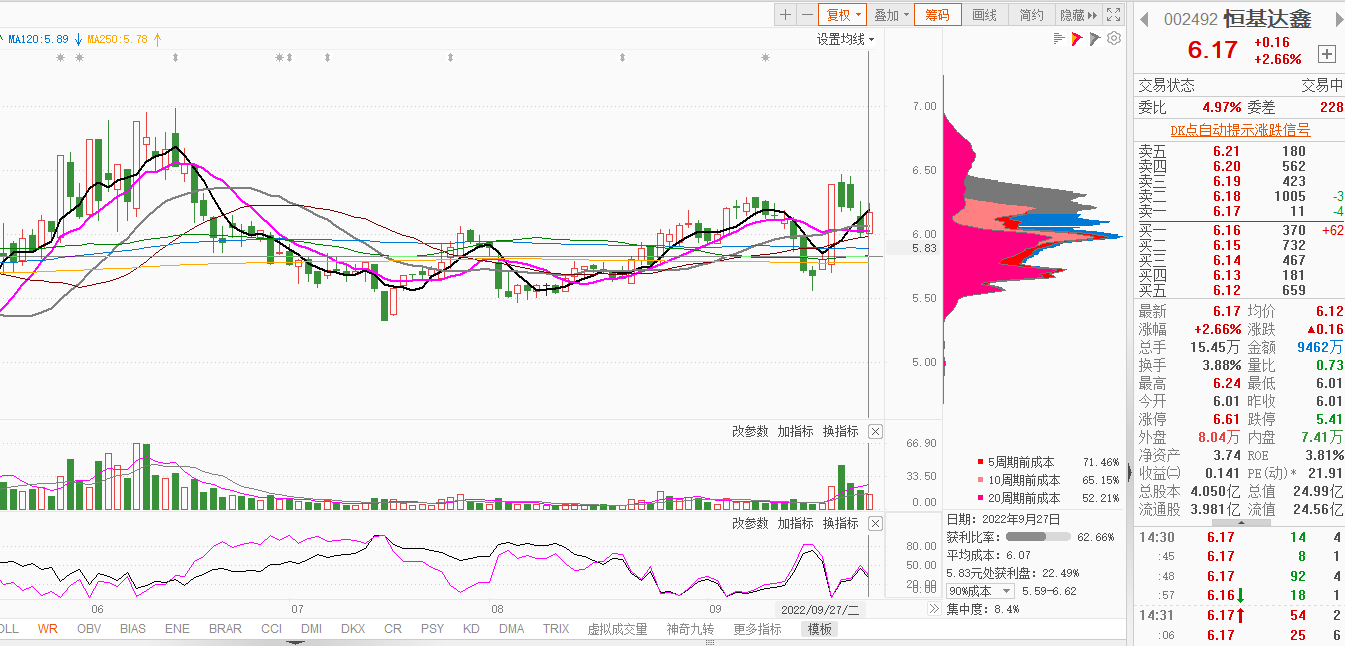 复权 叠加 筹码 画线 简约 隐藏
MA120:5.89 ↓ MA250:5.78 ↑
设置均线
7.00
6.50
6.00
5.83
5.50
5.00
改参数 加指标 换指标
66.90
33.50
0.00
改参数 加指标 换指标
80.00
50.00
20.00
0.00
06 07 08 09 2022/09/27/二
WR OBV BIAS ENE BRAR CCI DMI DKX CR PSY KD DMA TRIX 虚拟成交量 神奇九转 更多指标 模板
5周期前成本 71.46%
10周期前成本 65.15%
20周期前成本 52.21%
日期: 2022年9月27日
获利比率: 62.66%
平均成本: 6.07
5.83元处获利盘: 22.49%
90%成本 5.59-6.62
集中度: 8.4%
002492 恒基达鑫
6.17 +0.16
+2.66%
交易状态 交易中
委比 4.97% 委差 228
DK点自动提示涨跌信号
卖五 6.21 180
卖四 6.20 562
卖三 6.19 423
卖二 6.18 1005 -3
卖一 6.17 11 -4
买一 6.16 370 +62
买二 6.15 732
买三 6.14 467
买四 6.13 181
买五 6.12 659
最新 6.17 均价 6.12
涨幅 +2.66% 涨跌 ▲0.16
总手 15.45万 金额 9462万
换手 3.88% 量比 0.73
最高 6.24 最低 6.01
今开 6.01 昨收 6.01
涨停 6.61 跌停 5.41
外盘 8.04万 内盘 7.41万
净资产 3.74 ROE 3.81%
收益(二) 0.141 PE(动)* 21.91
总股本 4.050亿 总值 24.99亿
流通股 3.981亿 流值 24.56亿
14:30 6.17 14 4
:45 6.17 8 1
:48 6.17 92 4
:57 6.16↓ 18 1
14:31 6.17↑ 54 2
:06 6.17 25 6